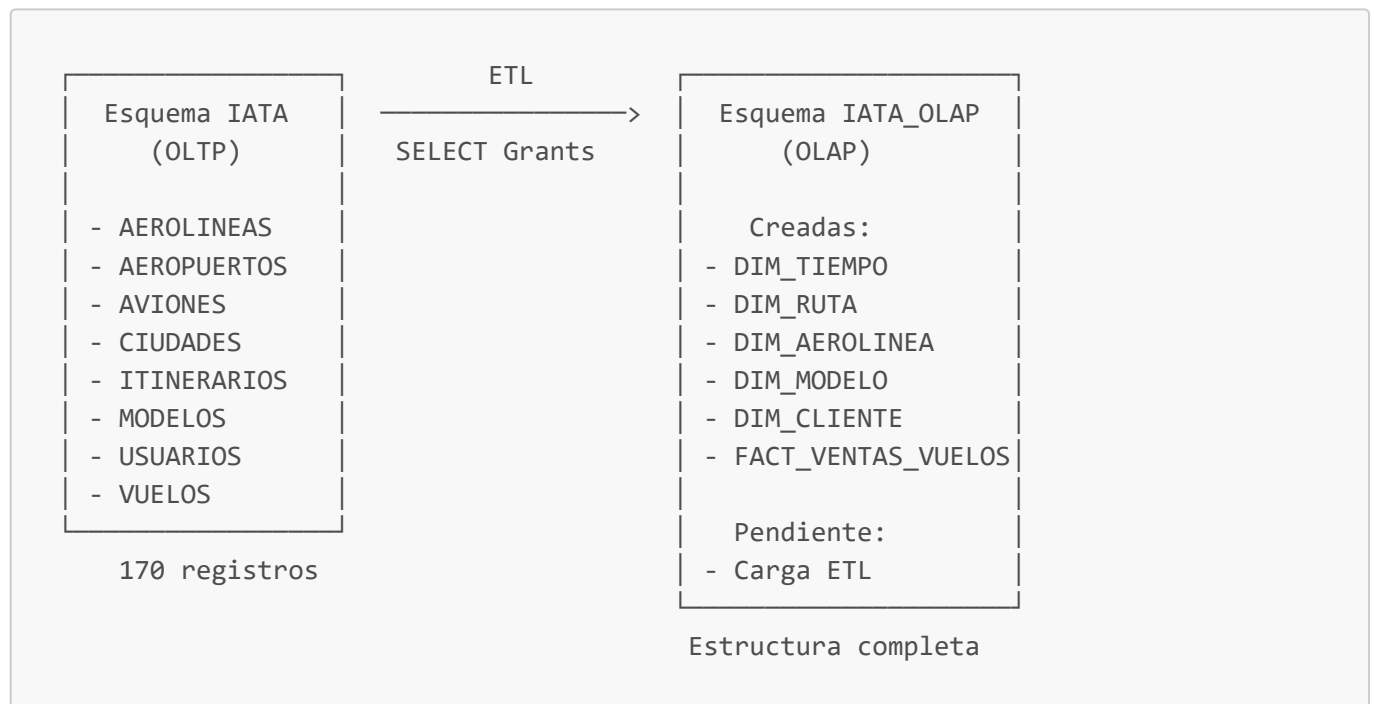 ETL
Esquema IATA
(OLTP)
SELECT Grants
- AEROLINEAS
- AEROPUERTOS
- AVIONES
- CIUDADES
- ITINERARIOS
- MODELOS
- USUARIOS
- VUELOS
170 registros
Esquema IATA_OLAP
(OLAP)
Creadas:
- DIM_TIEMPO
- DIM_RUTA
- DIM_AEROLINEA
- DIM_MODELO
- DIM_CLIENTE
- FACT_VENTAS_VUELOS
Pendiente:
- Carga ETL
Estructura completa